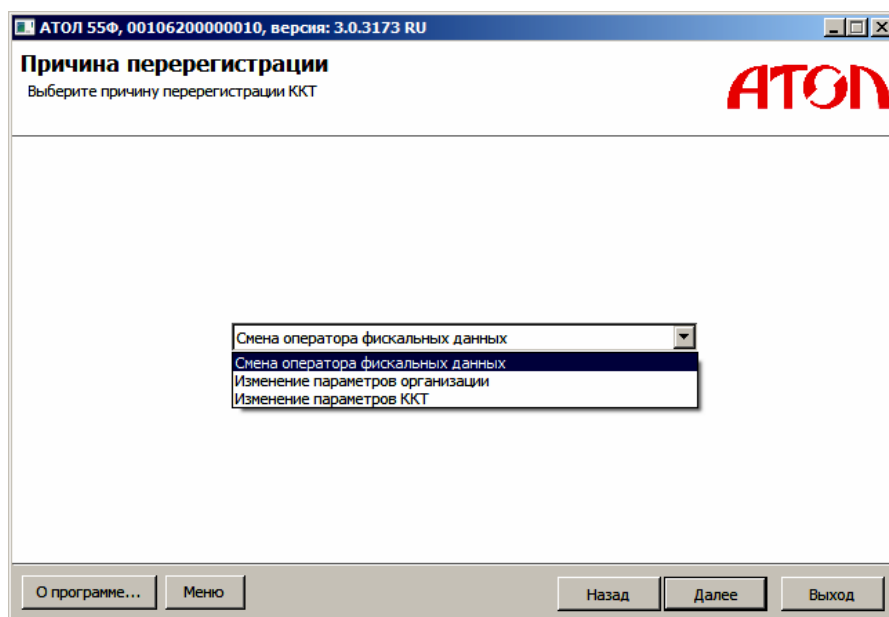 АТОЛ 55Ф, 00106200000010, версия: 3.0.3173 RU
Причина перерегистрации
Выберите причину перерегистрации ККТ
АТОЛ
Смена оператора фискальных данных
Смена оператора фискальных данных
Изменение параметров организации
Изменение параметров ККТ
О программе... Меню Назад Далее Выход